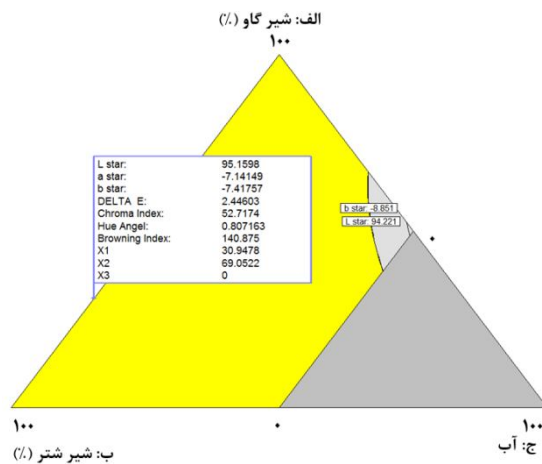 الف: شیر گاو (٪)
۱۰۰
L star: 95.1598
a star: -7.14149
b star: -7.41757
DELTA E: 2.44603
Chroma Index: 52.7174
Hue Angel: 0.807163
Browning Index: 140.875
X1 30.9478
X2 69.0522
X3 0
b star: -8.851
L star: 94.221
۰
۱۰۰ ۰ ۱۰۰
ب: شیر شتر (٪) ج: آب